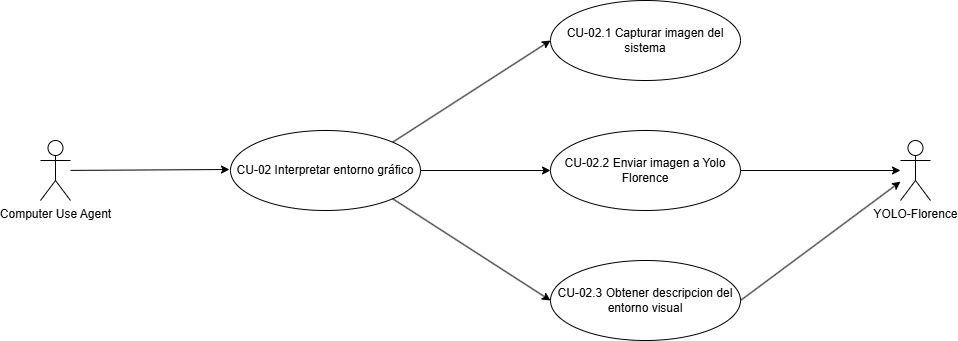 CU-02.1 Capturar imagen del
sistema
Computer Use Agent
CU-02 Interpretar entorno gráfico
CU-02.2 Enviar imagen a Yolo
Florence
YOLO-Florence
CU-02.3 Obtener descripcion del
entorno visual